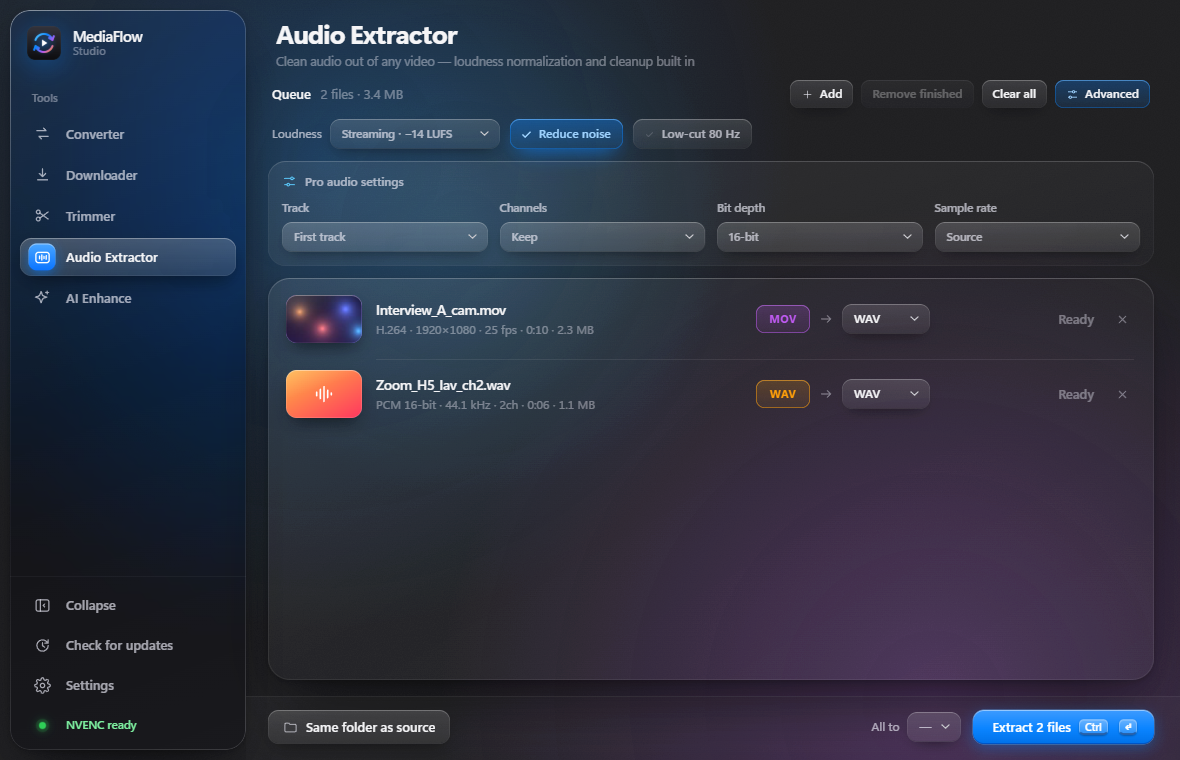 MediaFlow
Studio
Tools
Converter
Downloader
Trimmer
Audio Extractor
AI Enhance
Collapse
Check for updates
Settings
NVENC ready
Audio Extractor
Clean audio out of any video — loudness normalization and cleanup built in
Queue 2 files · 3.4 MB
Add Remove finished Clear all Advanced
Loudness Streaming · −14 LUFS Reduce noise Low-cut 80 Hz
Pro audio settings
Track Channels Bit depth Sample rate
First track Keep 16-bit Source
Interview_A_cam.mov
H.264 · 1920×1080 · 25 fps · 0:10 · 2.3 MB
MOV → WAV Ready
Zoom_H5_lav_ch2.wav
PCM 16-bit · 44.1 kHz · 2ch · 0:06 · 1.1 MB
WAV → WAV Ready
Same folder as source
All to — Extract 2 files Ctrl ⏎